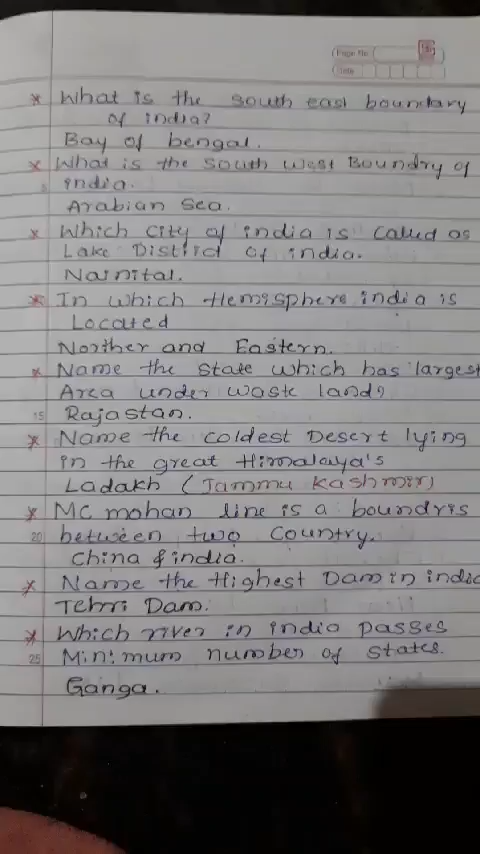 Page No.
Date
* What is the south east boundary
of india?
Bay of bengal.
* What is the south west Boundry of
5 india.
Arabian Sea.
* Which city of india is called as
Lake District of india.
Nainital.
* In which Hemisphere india is
Located
Norther and Eastern.
* Name the State which has largest
Area under waste land?
15 Rajastan.
* Name the coldest Desert lying
in the great Himalaya's
Ladakh (Jammu Kashmir)
* MC mohan line is a boundris
20 between two Country.
China & india.
* Name the Highest Dam in india
Tehri Dam.
* Which river in india passes
25 Minimum number of states.
Ganga.